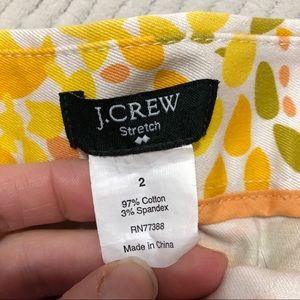 J.CREW
Stretch
2
97% Cotton
3% Spandex
RN77388
Made in China